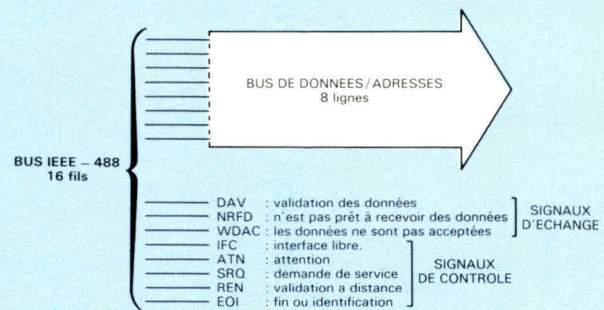 BUS DE DONNEES/ADRESSES
8 lignes
BUS IEEE – 488
16 fils
DAV : validation des données
NRFD : n'est pas prêt à recevoir des données
WDAC : les données ne sont pas acceptées
SIGNAUX
D'ECHANGE
IFC : interface libre.
ATN : attention
SRQ : demande de service
REN : validation a distance
EOI : fin ou identification
SIGNAUX
DE CONTROLE